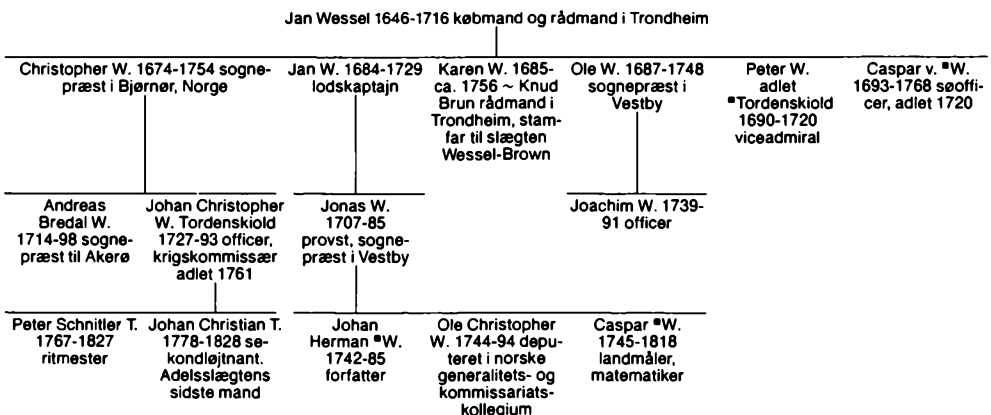 Jan Wessel 1646-1716 købmand og rådmand i Trondheim
Christopher W. 1674-1754 sogne-
præst i Bjørnør, Norge
Jan W. 1684-1729
lodskaptajn
Karen W. 1685-
ca. 1756 ~ Knud
Brun rådmand i
Trondheim, stam-
far til slægten
Wessel-Brown
Ole W. 1687-1748
sognepræst i
Vestby
Peter W.
adlet
■Tordenskiold
1690-1720
viceadmiral
Caspar v. ■W.
1693-1768 søoffi-
cer, adlet 1720
Andreas
Bredal W.
1714-98 sogne-
præst til Akerø
Johan Christopher
W. Tordenskiold
1727-93 officer,
krigskommissær
adlet 1761
Jonas W.
1707-85
provst, sogne-
præst i Vestby
Joachim W. 1739-
91 officer
Peter Schnitler T.
1767-1827
ritmester
Johan Christian T.
1778-1828 se-
kondløjtnant.
Adelsslægtens
sidste mand
Johan
Herman ■W.
1742-85
forfatter
Ole Christopher
W. 1744-94 depu-
teret i norske
generalitets- og
kommissariats-
kollegium
Caspar ■W.
1745-1818
landmåler,
matematiker